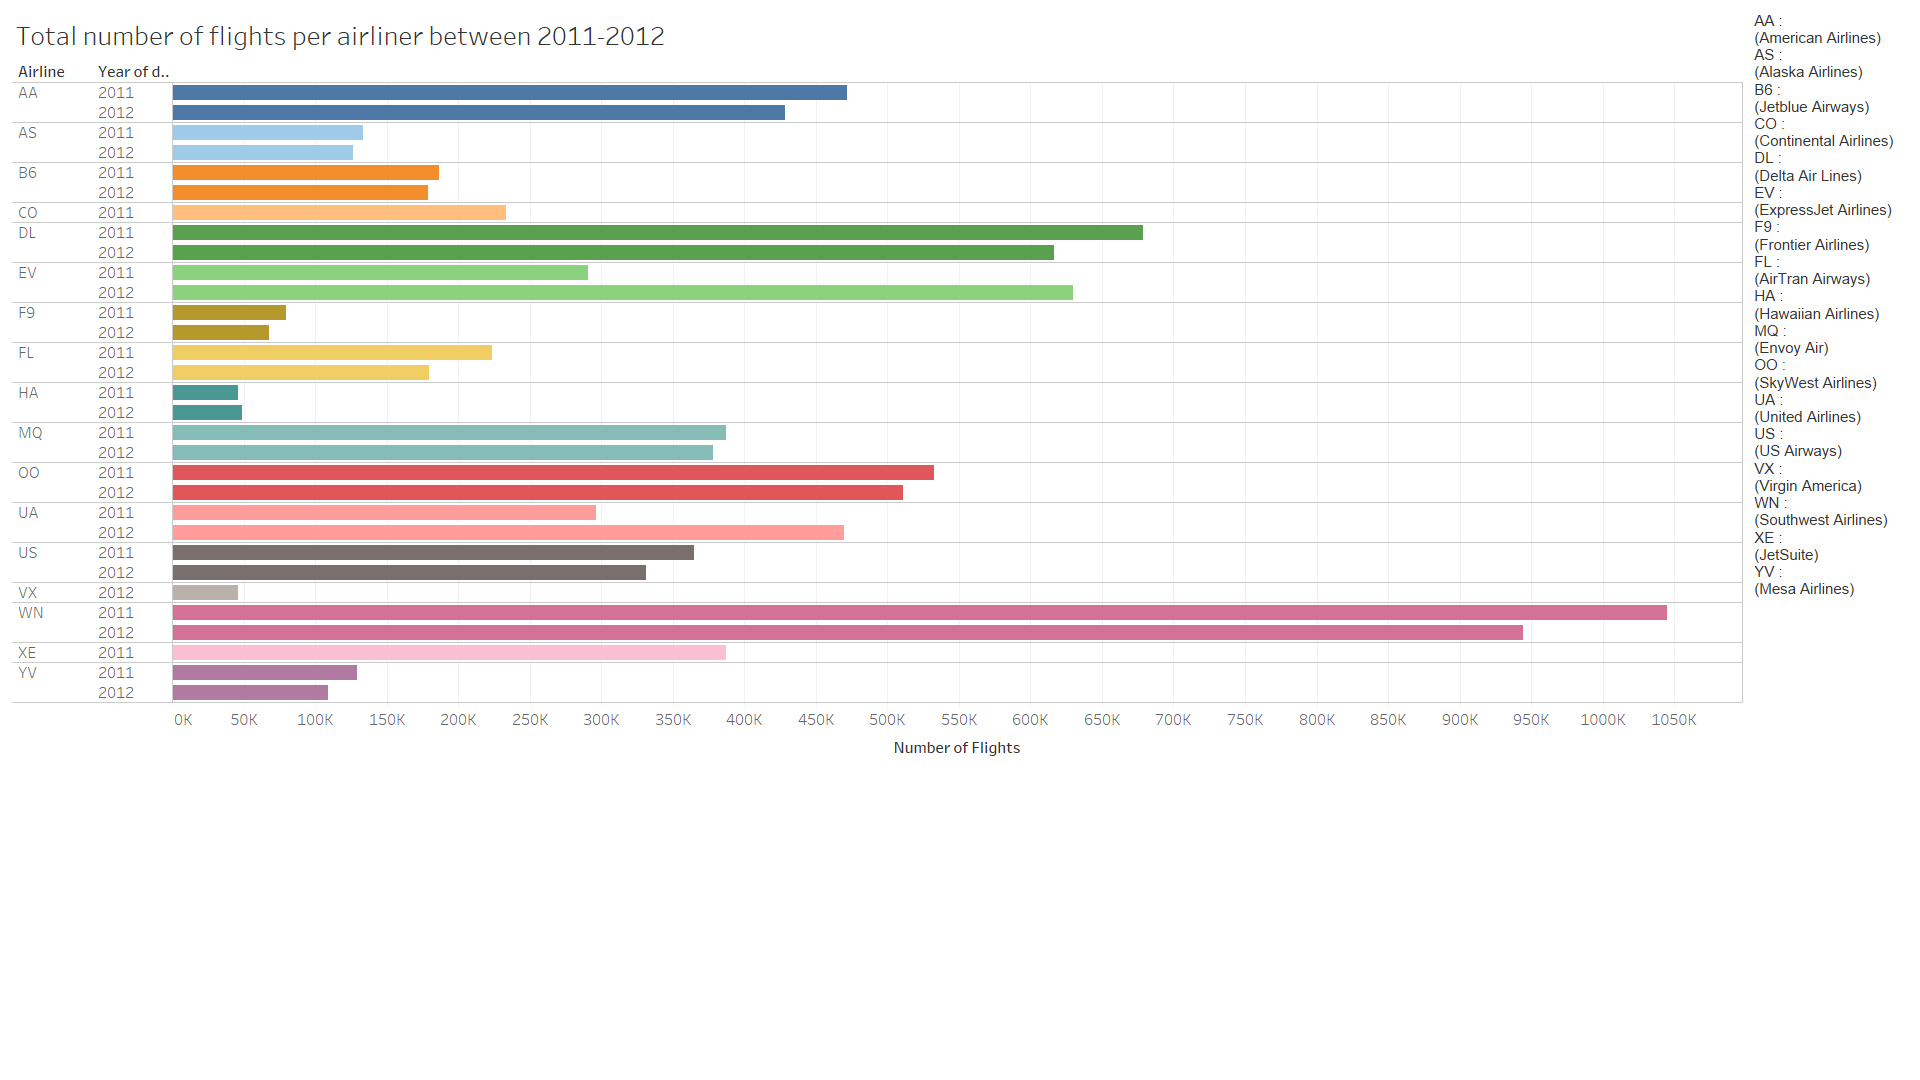 Total number of flights per airliner between 2011-2012
Airline Year of d..
AA 2011
2012
AS 2011
2012
B6 2011
2012
CO 2011
DL 2011
2012
EV 2011
2012
F9 2011
2012
FL 2011
2012
HA 2011
2012
MQ 2011
2012
OO 2011
2012
UA 2011
2012
US 2011
2012
VX 2012
WN 2011
2012
XE 2011
YV 2011
2012
0K 50K 100K 150K 200K 250K 300K 350K 400K 450K 500K 550K 600K 650K 700K 750K 800K 850K 900K 950K 1000K 1050K
Number of Flights
AA :
(American Airlines)
AS :
(Alaska Airlines)
B6 :
(Jetblue Airways)
CO :
(Continental Airlines)
DL :
(Delta Air Lines)
EV :
(ExpressJet Airlines)
F9 :
(Frontier Airlines)
FL :
(AirTran Airways)
HA :
(Hawaiian Airlines)
MQ :
(Envoy Air)
OO :
(SkyWest Airlines)
UA :
(United Airlines)
US :
(US Airways)
VX :
(Virgin America)
WN :
(Southwest Airlines)
XE :
(JetSuite)
YV :
(Mesa Airlines)